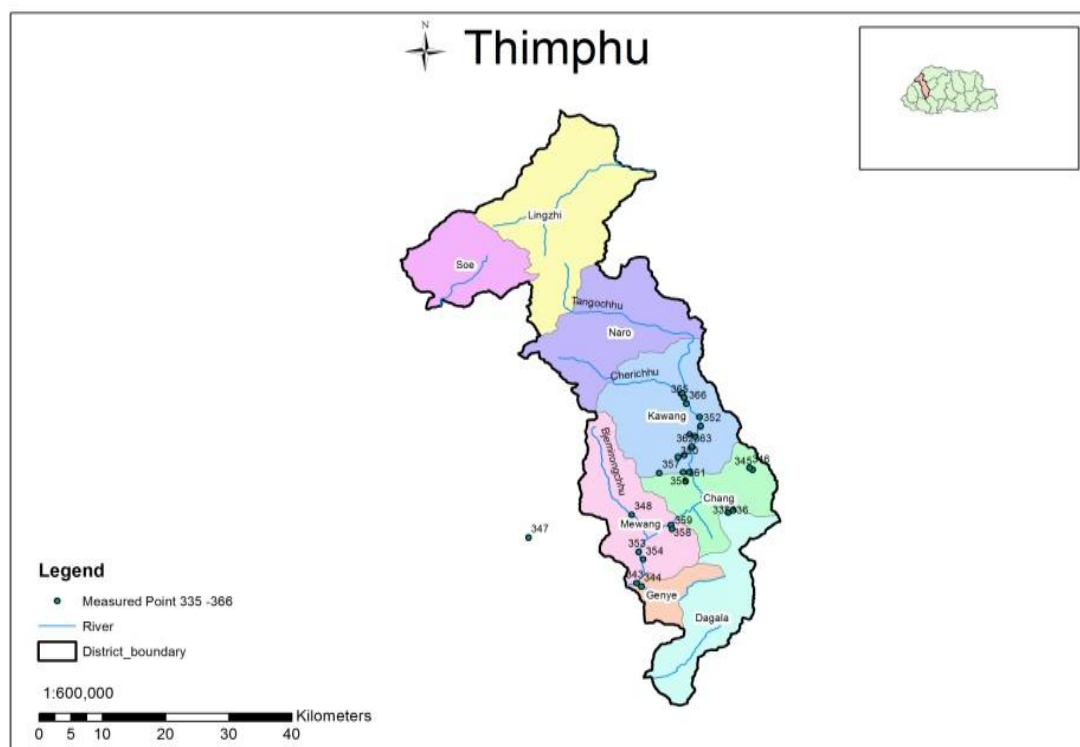 Thimphu
Lingzhi
Soe
Tangochhu
Naro
Cherichhu
365
366
Kawang
352
363
357
345
346
361
Bjemirongchhu
348
Chang
359
Mewang
358
347
353
354
343
344
Genye
Dagala
Legend
Measured Point 335 -366
River
District_boundary
1:600,000
Kilometers
0 5 10 20 30 40